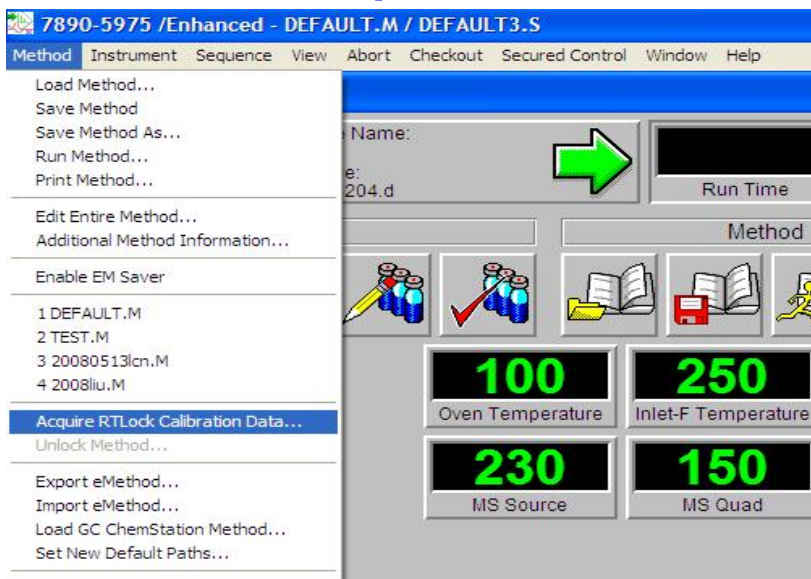 7890-5975 /Enhanced - DEFAULT.M / DEFAULT3.S
Method Instrument Sequence View Abort Checkout Secured Control Window Help
Load Method...
Save Method
Save Method As...
Run Method...
Print Method...
Edit Entire Method...
Additional Method Information...
Enable EM Saver
1 DEFAULT.M
2 TEST.M
3 20080513lcn.M
4 2008liu.M
Acquire RTLock Calibration Data...
Unlock Method...
Export eMethod...
Import eMethod...
Load GC ChemStation Method...
Set New Default Paths...
Name:
e:
204.d
Run Time
Method
100
Oven Temperature
250
Inlet-F Temperature
230
MS Source
150
MS Quad